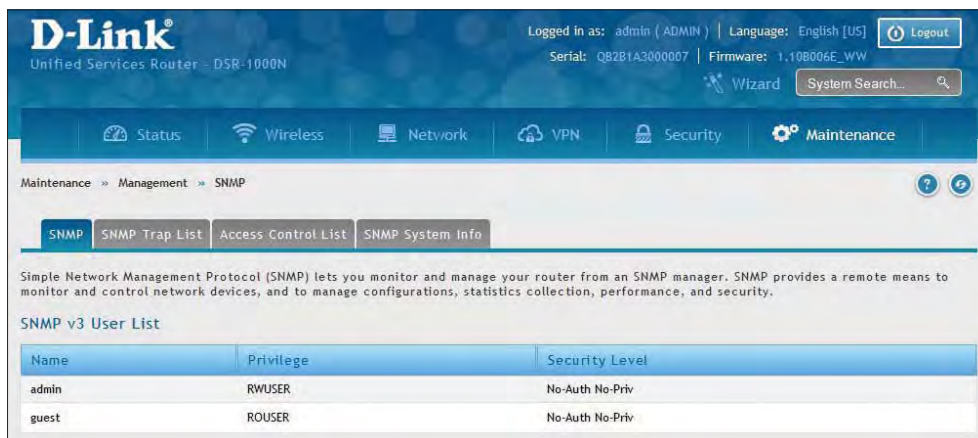 D-Link®
Unified Services Router - DSR-1000N
Logged in as: admin ( ADMIN ) | Language: English [US]
Logout
Serial: QB2B1A3000007 | Firmware: 1.10B006E_WW
Wizard
System Search...
Status
Wireless
Network
VPN
Security
Maintenance
Maintenance » Management » SNMP
?
SNMP
SNMP Trap List
Access Control List
SNMP System Info
Simple Network Management Protocol (SNMP) lets you monitor and manage your router from an SNMP manager. SNMP provides a remote means to
monitor and control network devices, and to manage configurations, statistics collection, performance, and security.
SNMP v3 User List
Name Privilege Security Level
admin RWUSER No-Auth No-Priv
guest ROUSER No-Auth No-Priv